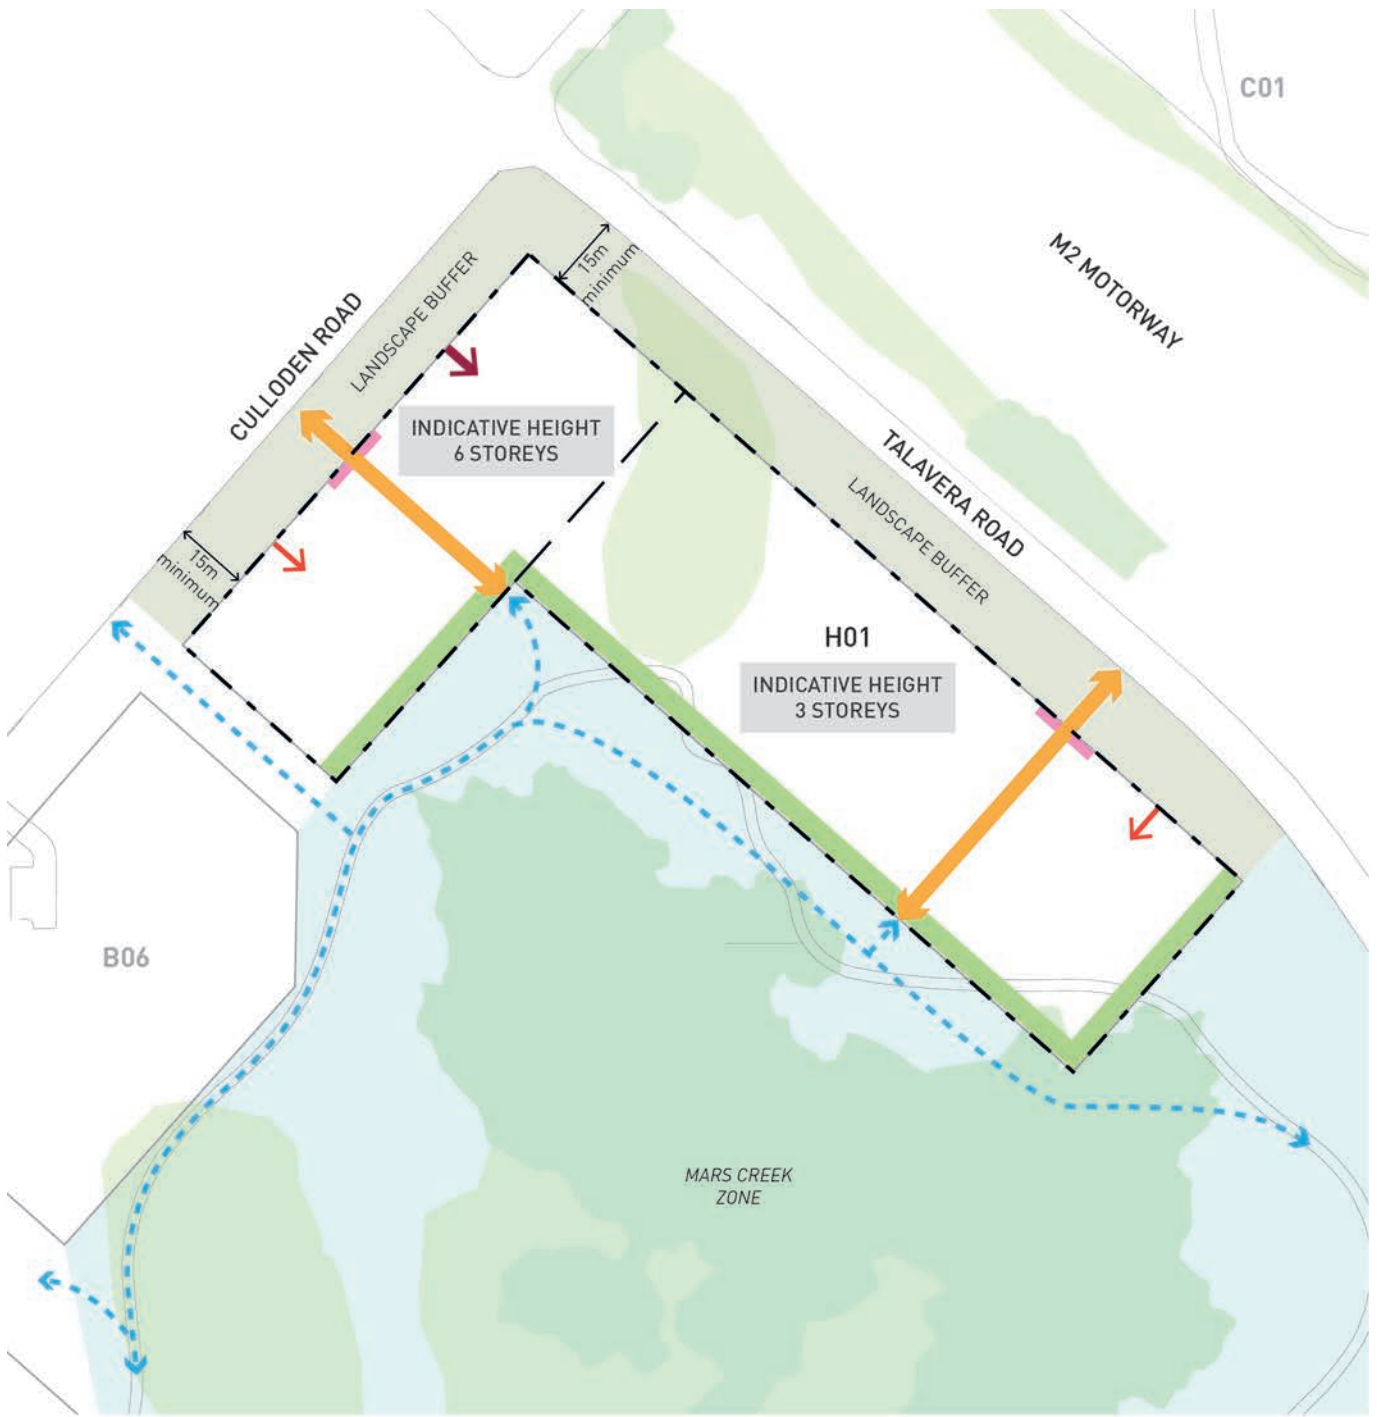 C01
M2 MOTORWAY
15m
minimum
LANDSCAPE BUFFER
CULLODEN ROAD
INDICATIVE HEIGHT
6 STOREYS
TALAVERA ROAD
LANDSCAPE BUFFER
15m
minimum
H01
INDICATIVE HEIGHT
3 STOREYS
B06
MARS CREEK
ZONE